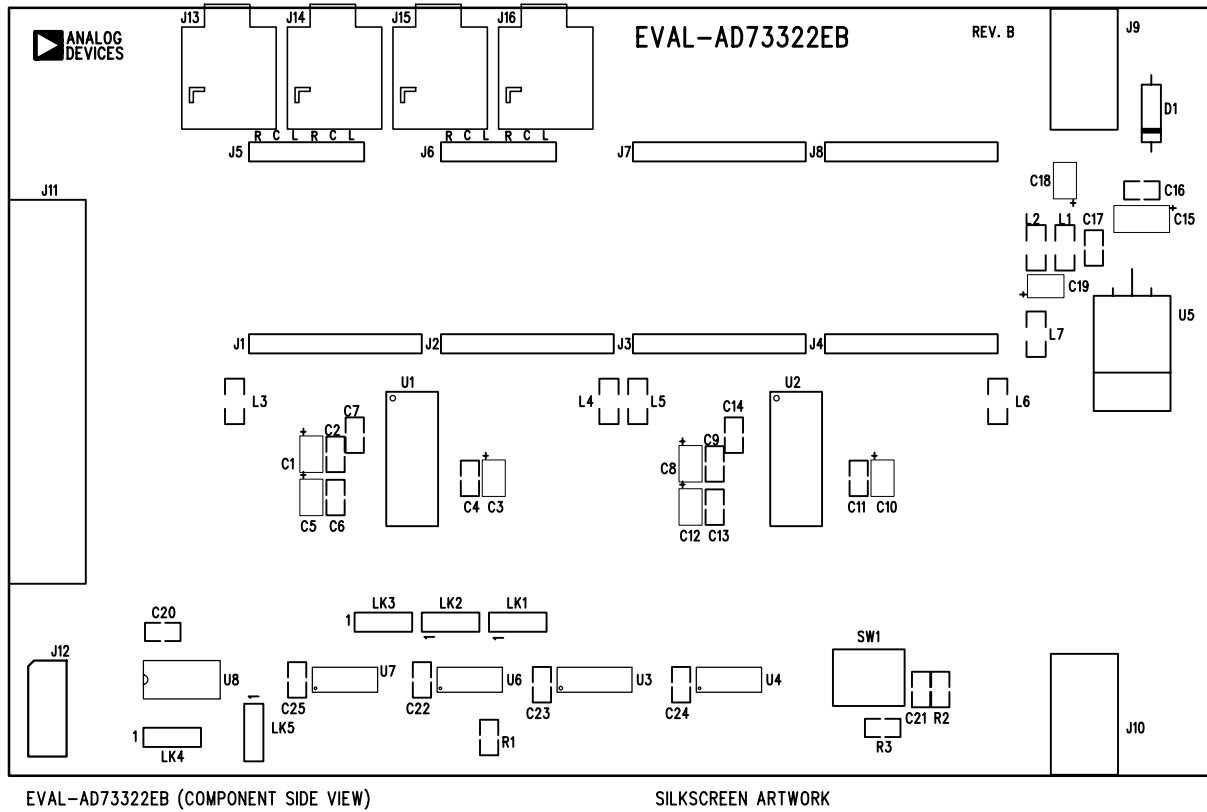 J13 J14 J15 J16
ANALOG
DEVICES
EVAL-AD73322EB
REV. B
J9
D1
R C L R C L R C L R C L
J5 J6 J7 J8
C18 + C16
+ C15
J11
L2 L1 C17
+ C19
U5
L7
J1 J2 J3 J4
L3 U1 L4 L5 U2 L6
C7 C14
+ C2 + C9
C1 C8
+ + + +
C4 C3 C11 C10
C5 C6 C12 C13
C20
1 LK3 LK2 LK1
1 1
SW1
J12
U8 U7 U6 U3 U4
C25 C22 C23 C24 C21 R2
1
LK4 1 LK5 R1 R3 J10
EVAL-AD73322EB (COMPONENT SIDE VIEW)
SILKSCREEN ARTWORK